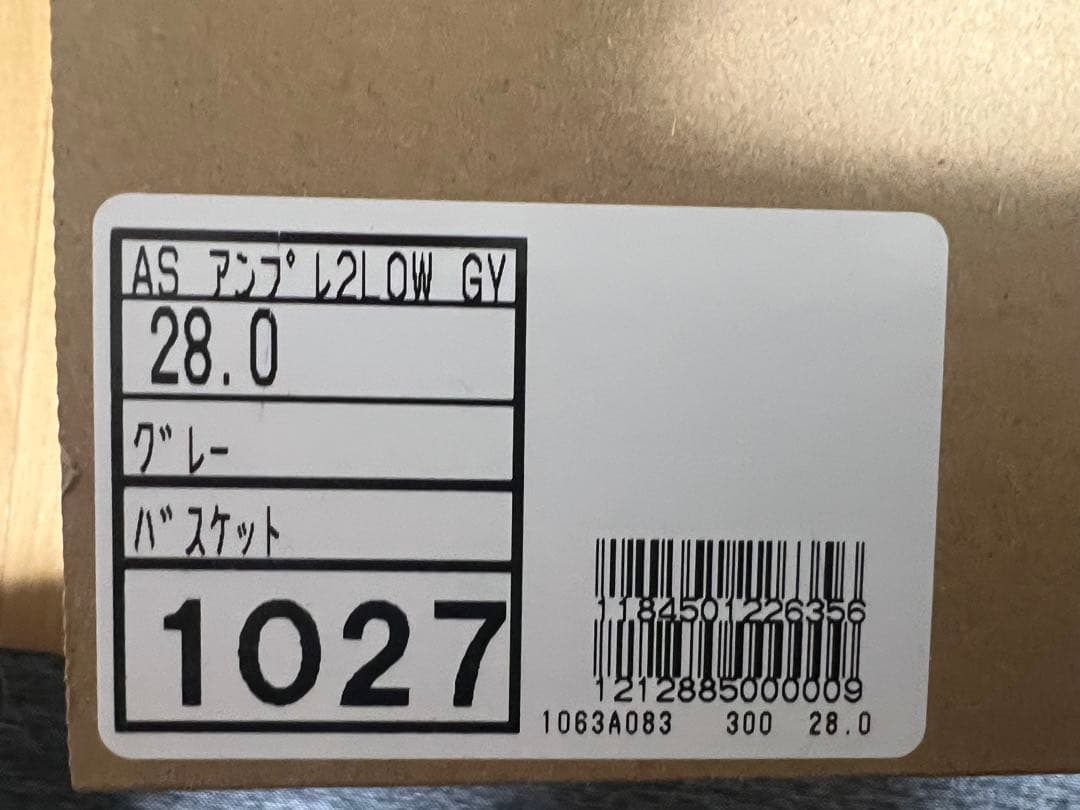 AS ｱﾝﾌﾟﾚ2LOW GY
28.0
ｸﾞﾚｰ
ﾊﾞｽｹｯﾄ
1027
1184501226356
1212885000009
1063A083 300 28.0